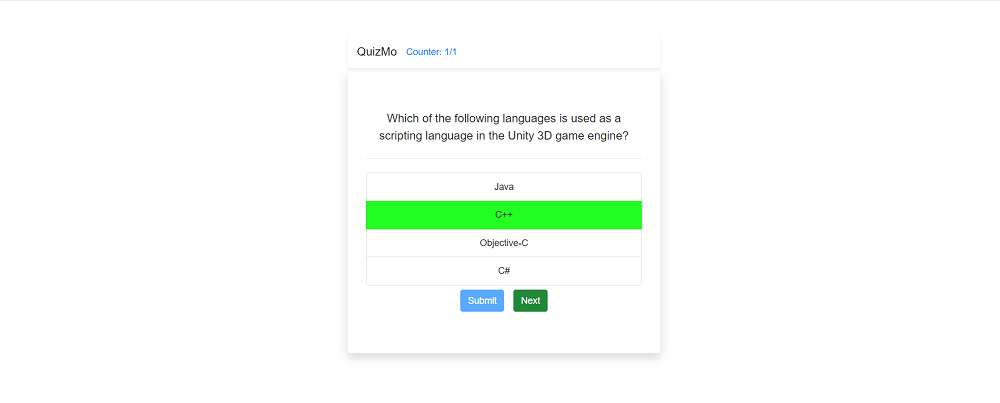 QuizMo Counter: 1/1
Which of the following languages is used as a
scripting language in the Unity 3D game engine?
Java
C++
Objective-C
C#
Submit Next